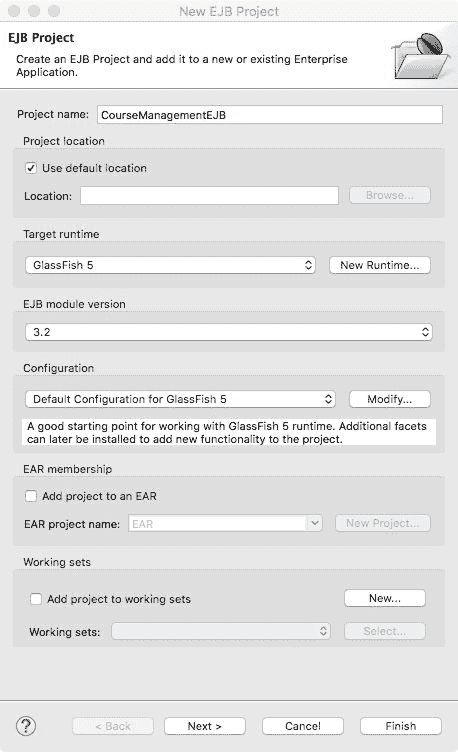 New EJB Project
EJB Project
Create an EJB Project and add it to a new or existing Enterprise
Application.
Project name: CourseManagementEJB
Project location
Use default location
Location: Browse...
Target runtime
GlassFish 5 New Runtime...
EJB module version
3.2
Configuration
Default Configuration for GlassFish 5 Modify...
A good starting point for working with GlassFish 5 runtime. Additional facets
can later be installed to add new functionality to the project.
EAR membership
Add project to an EAR
EAR project name: EAR New Project...
Working sets
Add project to working sets New...
Working sets: Select...
? < Back Next > Cancel Finish